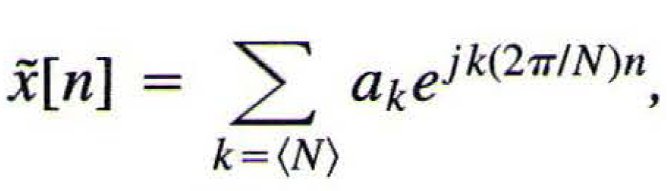 x̃[n] = ∑_{k=⟨N⟩} a_k e^{jk(2π/N)n},